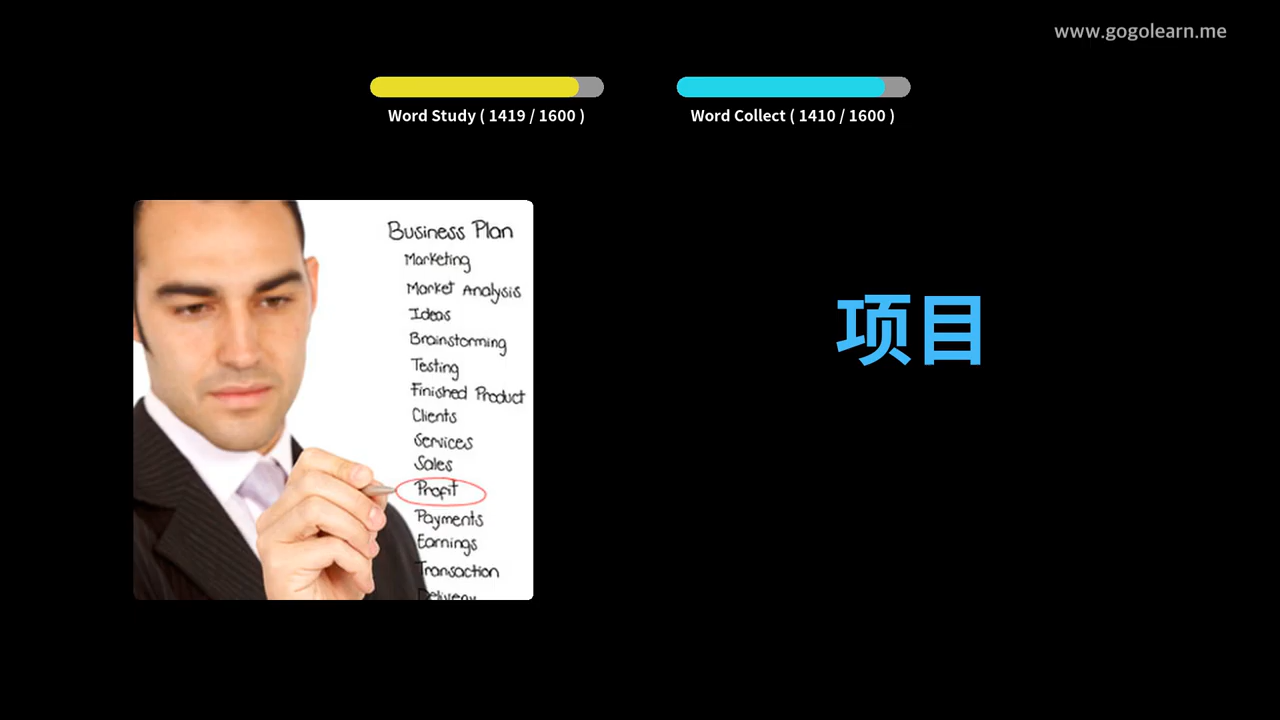 www.gogolearn.me
Word Study ( 1419 / 1600 )
Word Collect ( 1410 / 1600 )
Business Plan
Marketing
Market Analysis
Ideas
Brainstorming
Testing
Finished Product
Clients
Services
Sales
Profit
Payments
Earnings
Transaction
Delivery
项目